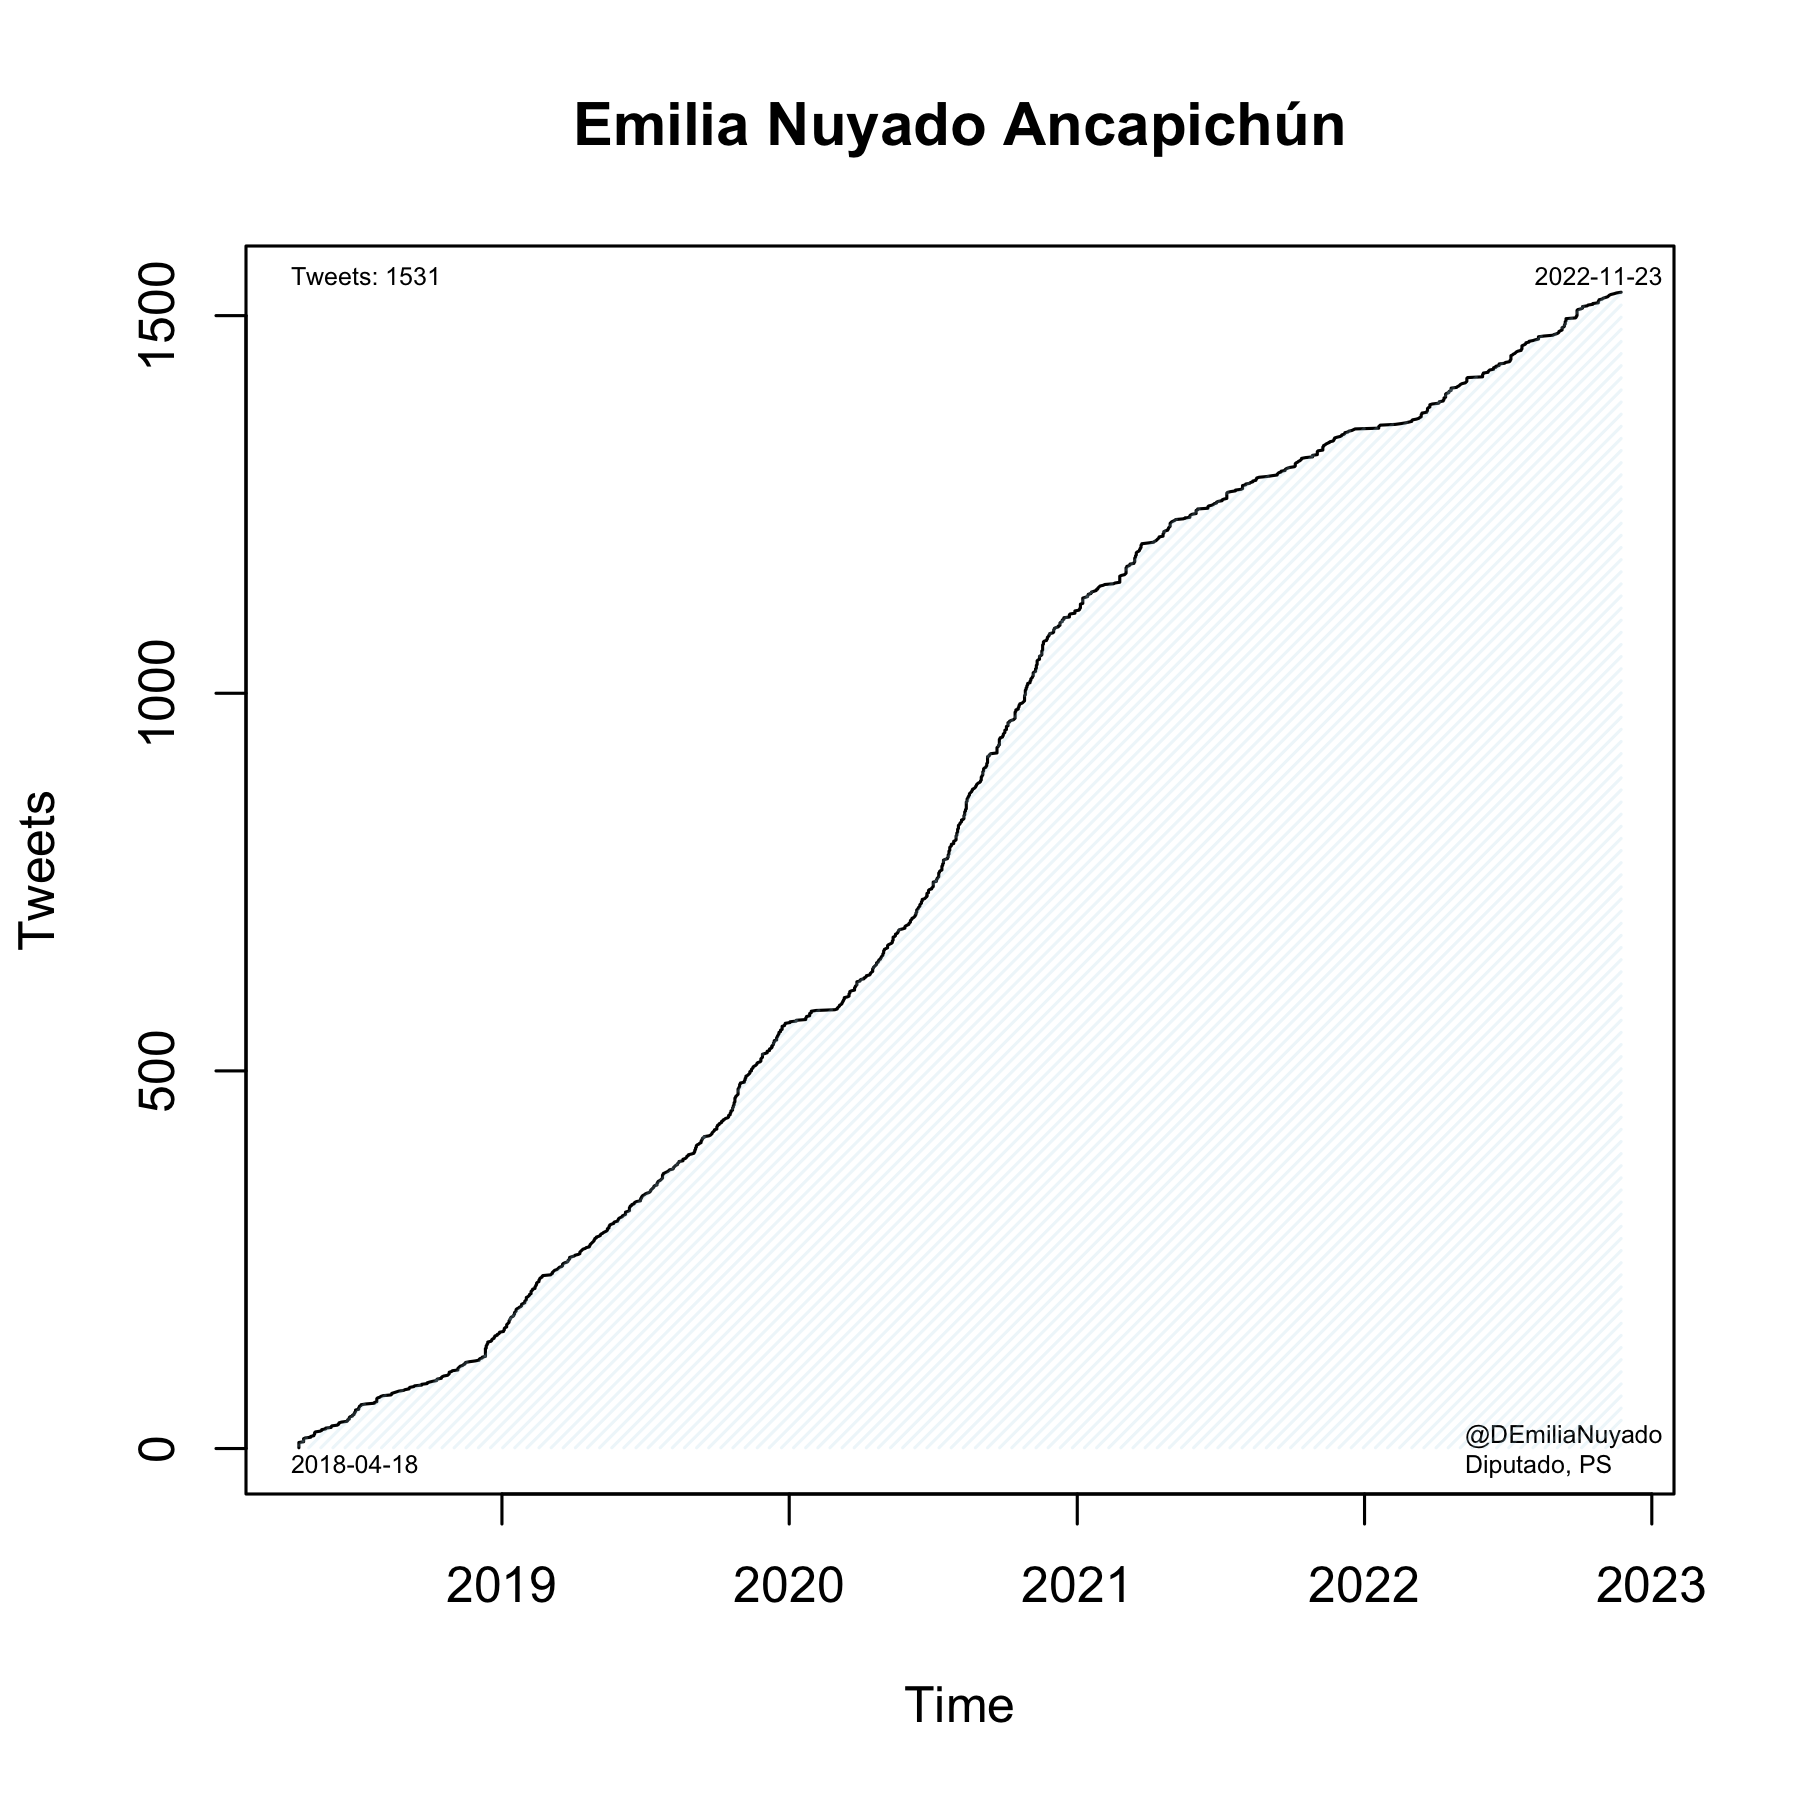 Emilia Nuyado Ancapichún
Tweets: 1531
2022-11-23
1500
1000
500
0
Tweets
@DEmiliaNuyado
Diputado, PS
2018-04-18
2019
2020
2021
2022
2023
Time